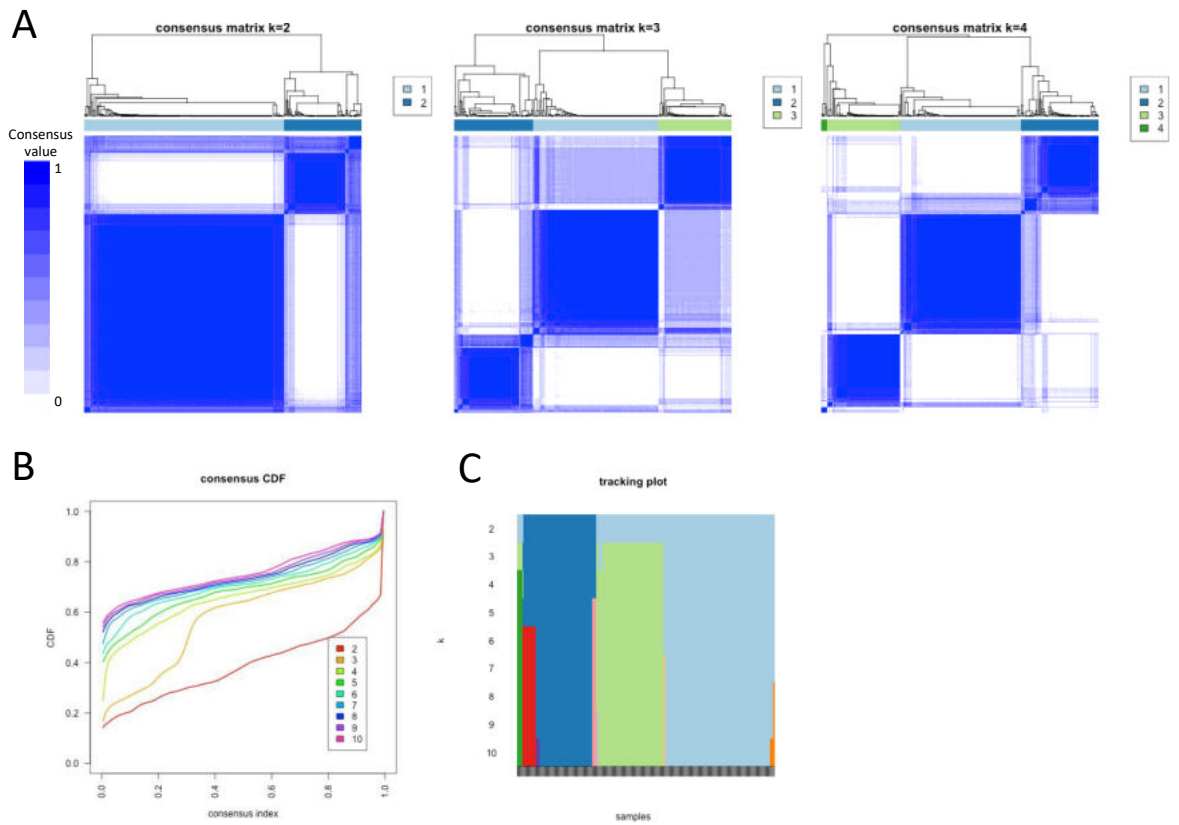 A
consensus matrix k=2
consensus matrix k=3
consensus matrix k=4
1
2
1
2
3
1
2
3
4
Consensus
value
1
0
B
consensus CDF
CDF
1.0
0.8
0.6
0.4
0.2
0.0
2
3
4
5
6
7
8
9
10
0.0
0.2
0.4
0.6
0.8
1.0
consensus index
C
tracking plot
k
2
3
4
5
6
7
8
9
10
samples